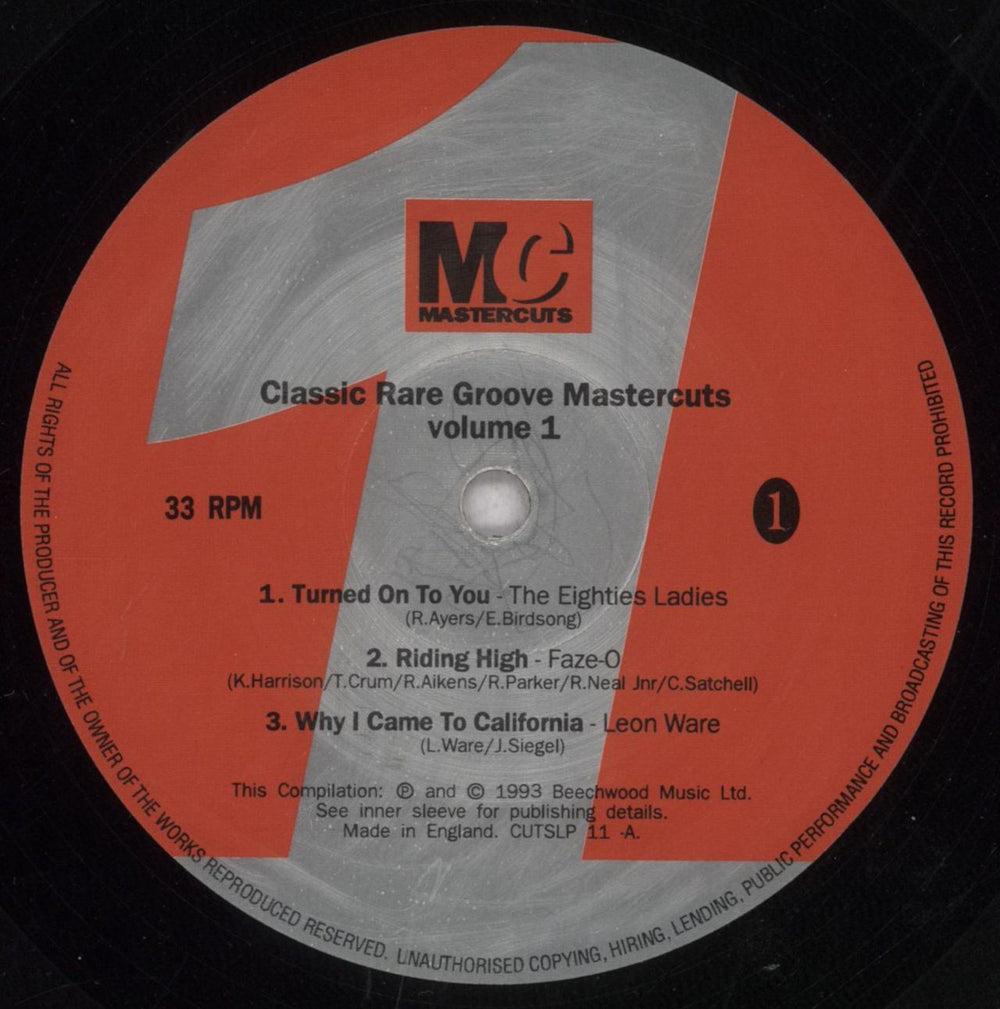 MC
MASTERCUTS
Classic Rare Groove Mastercuts
volume 1
33 RPM
1
1. Turned On To You - The Eighties Ladies
(R.Ayers/E.Birdsong)
2. Riding High - Faze-O
(K.Harrison/T.Crum/R.Aikens/R.Parker/R.Neal Jnr/C.Satchell)
3. Why I Came To California - Leon Ware
(L.Ware/J.Siegel)
This Compilation: ℗ and © 1993 Beechwood Music Ltd.
See inner sleeve for publishing details.
Made in England. CUTSLP 11 -A.
ALL RIGHTS OF THE PRODUCER AND OF THE OWNER OF THE WORKS REPRODUCED RESERVED. UNAUTHORISED COPYING, HIRING, LENDING, PUBLIC PERFORMANCE AND BROADCASTING OF THIS RECORD PROHIBITED
1